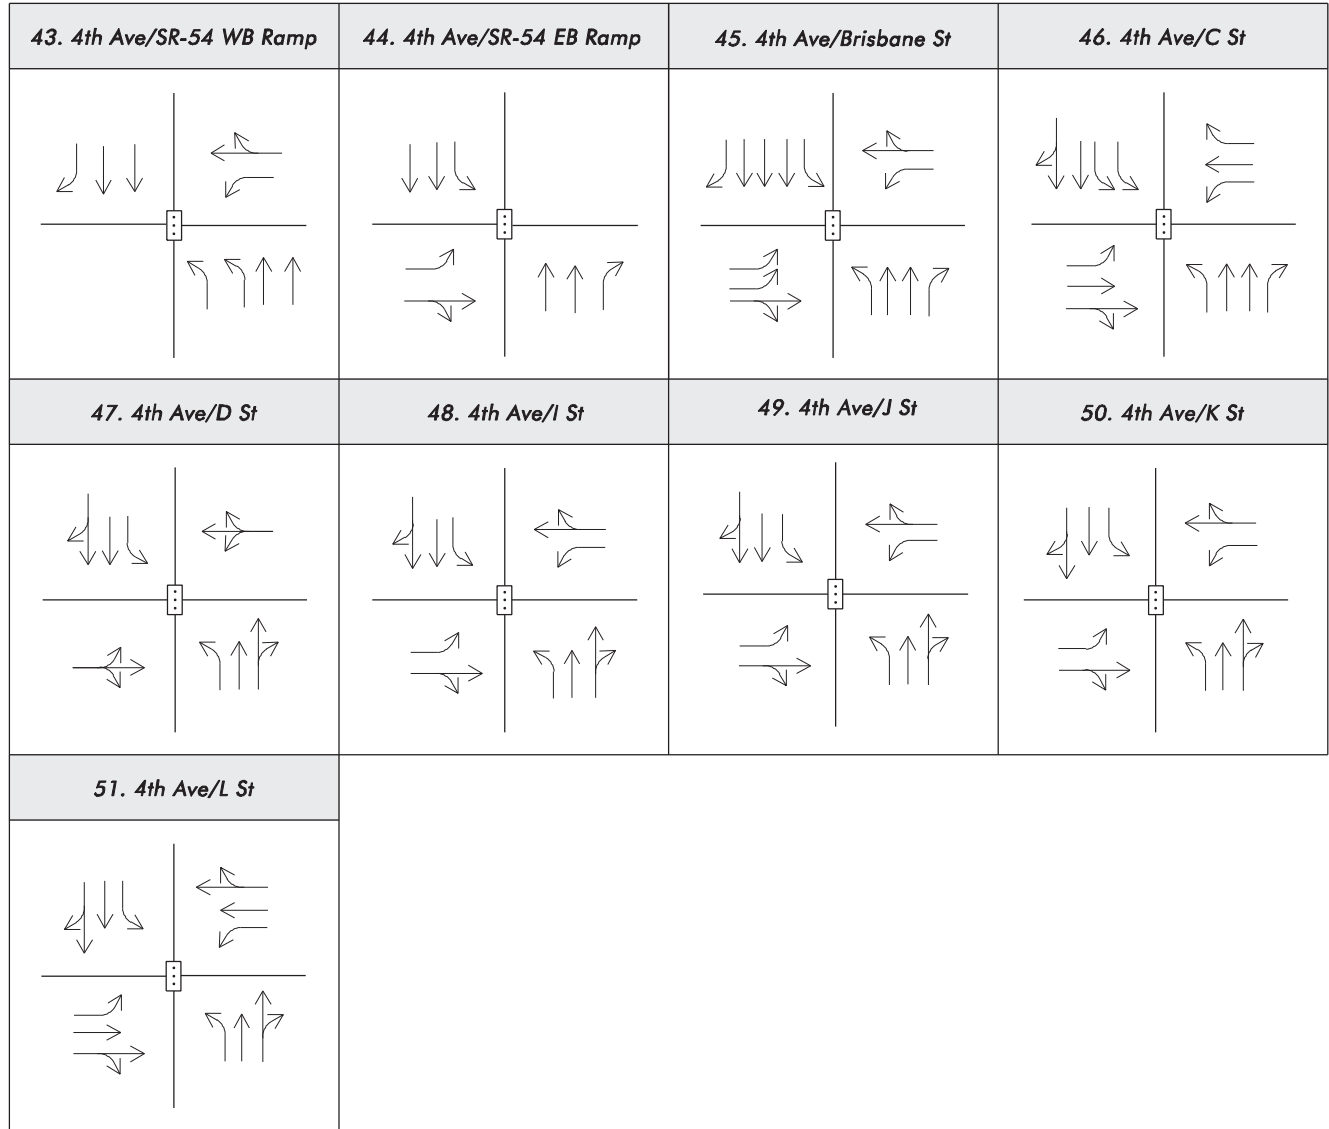 43. 4th Ave/SR-54 WB Ramp
44. 4th Ave/SR-54 EB Ramp
45. 4th Ave/Brisbane St
46. 4th Ave/C St
47. 4th Ave/D St
48. 4th Ave/I St
49. 4th Ave/J St
50. 4th Ave/K St
51. 4th Ave/L St